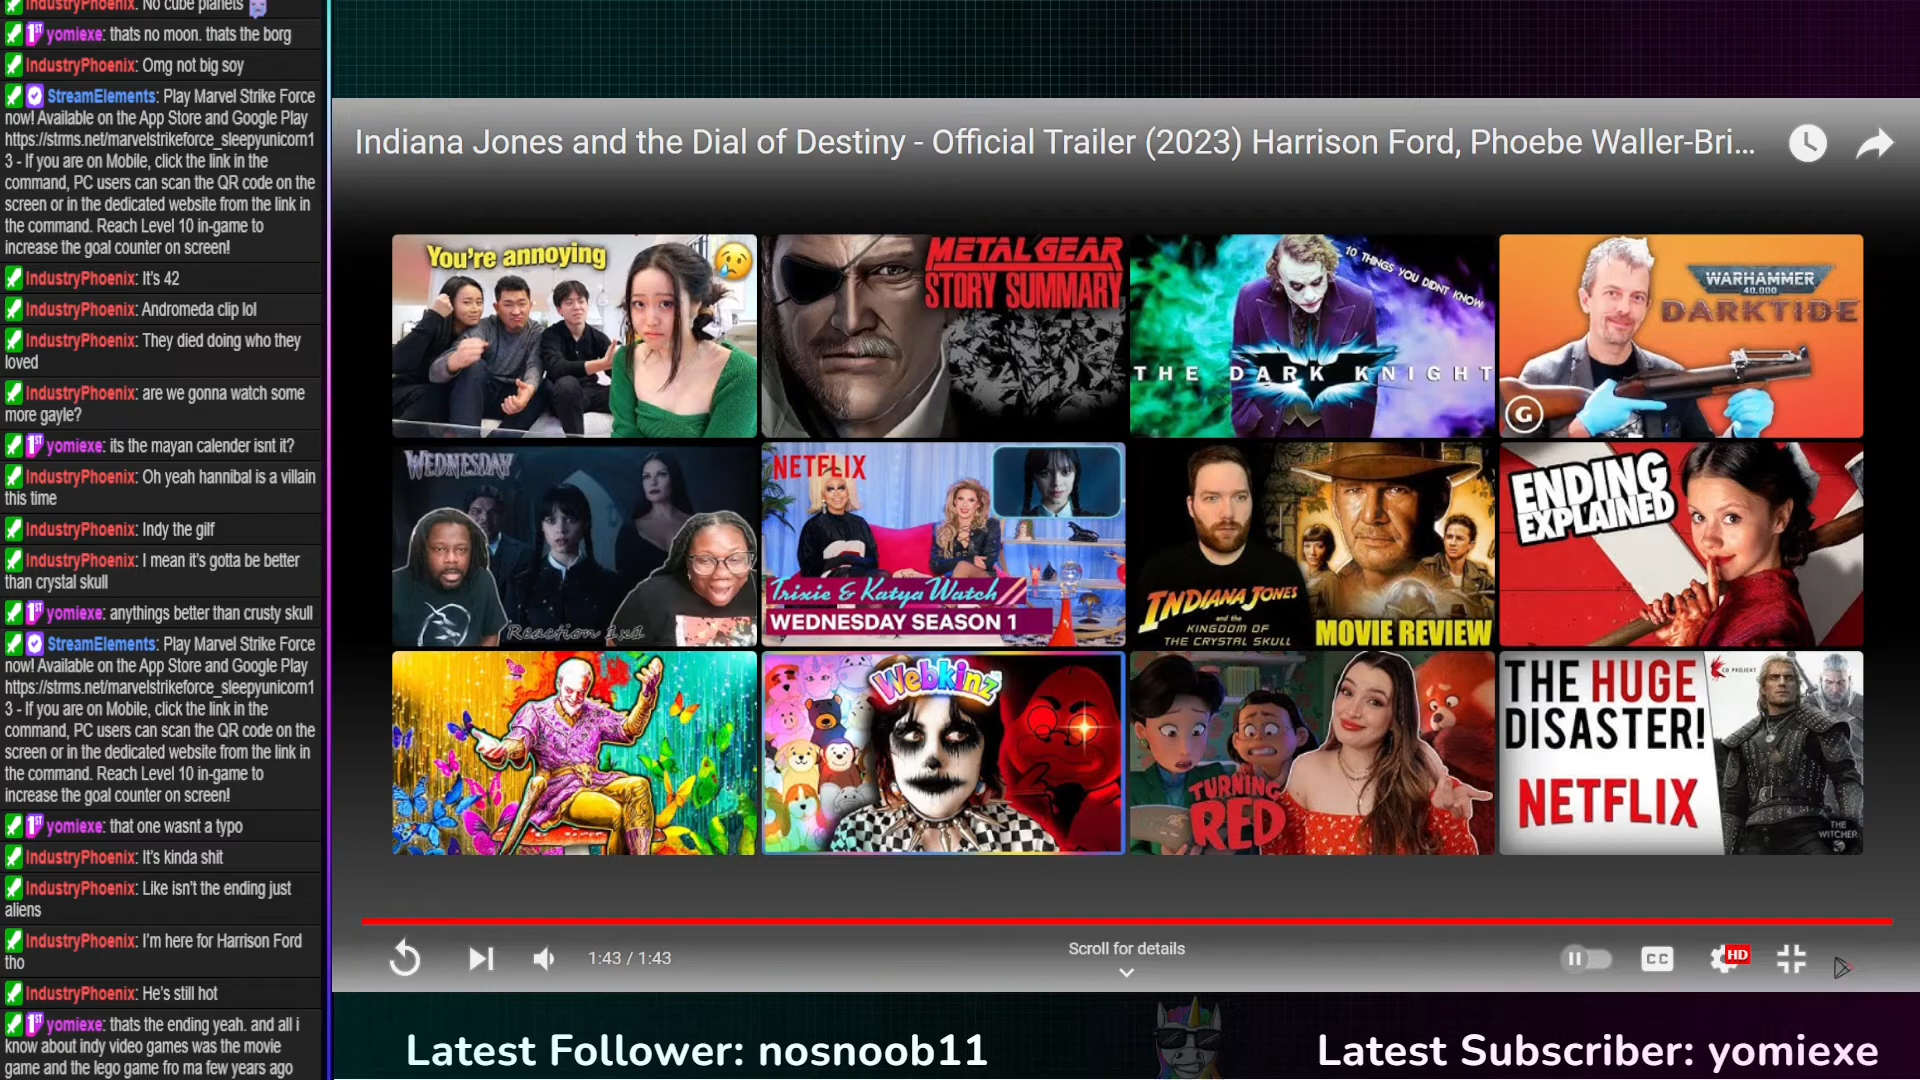 IndustryPhoenix: No cube planets
yomiexe: thats no moon. thats the borg
IndustryPhoenix: Omg not big soy
StreamElements: Play Marvel Strike Force
now! Available on the App Store and Google Play
https://strms.net/marvelstrikeforce_sleepyunicorn1
3 - If you are on Mobile, click the link in the
command, PC users can scan the QR code on the
screen or in the dedicated website from the link in
the command. Reach Level 10 in-game to
increase the goal counter on screen!
IndustryPhoenix: It's 42
IndustryPhoenix: Andromeda clip lol
IndustryPhoenix: They died doing who they
loved
IndustryPhoenix: are we gonna watch some
more gayle?
yomiexe: its the mayan calender isnt it?
IndustryPhoenix: Oh yeah hannibal is a villain
this time
IndustryPhoenix: Indy the gilf
IndustryPhoenix: I mean it's gotta be better
than crystal skull
yomiexe: anythings better than crusty skull
StreamElements: Play Marvel Strike Force
now! Available on the App Store and Google Play
https://strms.net/marvelstrikeforce_sleepyunicorn1
3 - If you are on Mobile, click the link in the
command, PC users can scan the QR code on the
screen or in the dedicated website from the link in
the command. Reach Level 10 in-game to
increase the goal counter on screen!
yomiexe: that one wasnt a typo
IndustryPhoenix: It's kinda shit
IndustryPhoenix: Like isn't the ending just
aliens
IndustryPhoenix: I'm here for Harrison Ford
tho
IndustryPhoenix: He's still hot
yomiexe: thats the ending yeah. and all i
know about indy video games was the movie
game and the lego game fro ma few years ago
Indiana Jones and the Dial of Destiny - Official Trailer (2023) Harrison Ford, Phoebe Waller-Bri...
You're annoying
METAL GEAR
STORY SUMMARY
10 THINGS YOU DIDNT KNOW
THE DARK KNIGHT
WARHAMMER
40,000
DARKTIDE
G
WEDNESDAY
Reaction 1x1
NETFLIX
Trixie & Katya Watch
WEDNESDAY SEASON 1
INDIANA JONES
and the
KINGDOM OF
THE CRYSTAL SKULL
MOVIE REVIEW
ENDING
EXPLAINED
Webkinz
TURNING
RED
THE HUGE
DISASTER!
NETFLIX
CD PROJEKT
THE
WITCHER
1:43 / 1:43
Scroll for details
CC
HD
Latest Follower: nosnoob11
Latest Subscriber: yomiexe